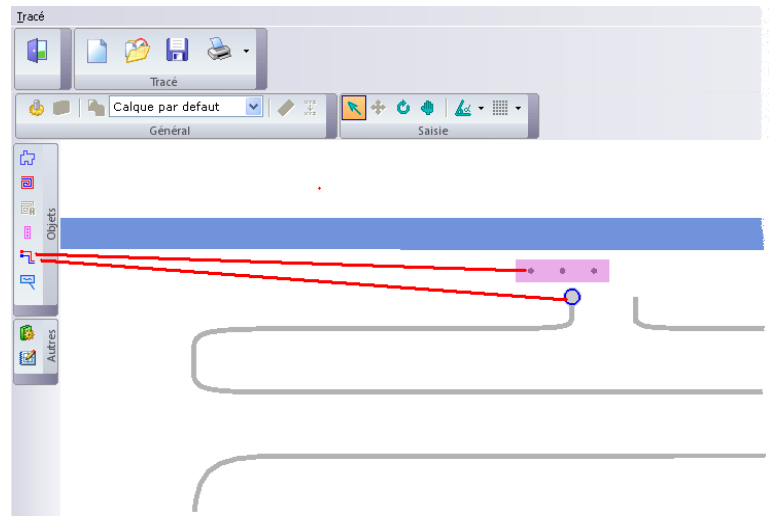 Tracé
Tracé
Calque par defaut
Général
Saisie
Objets
Autres